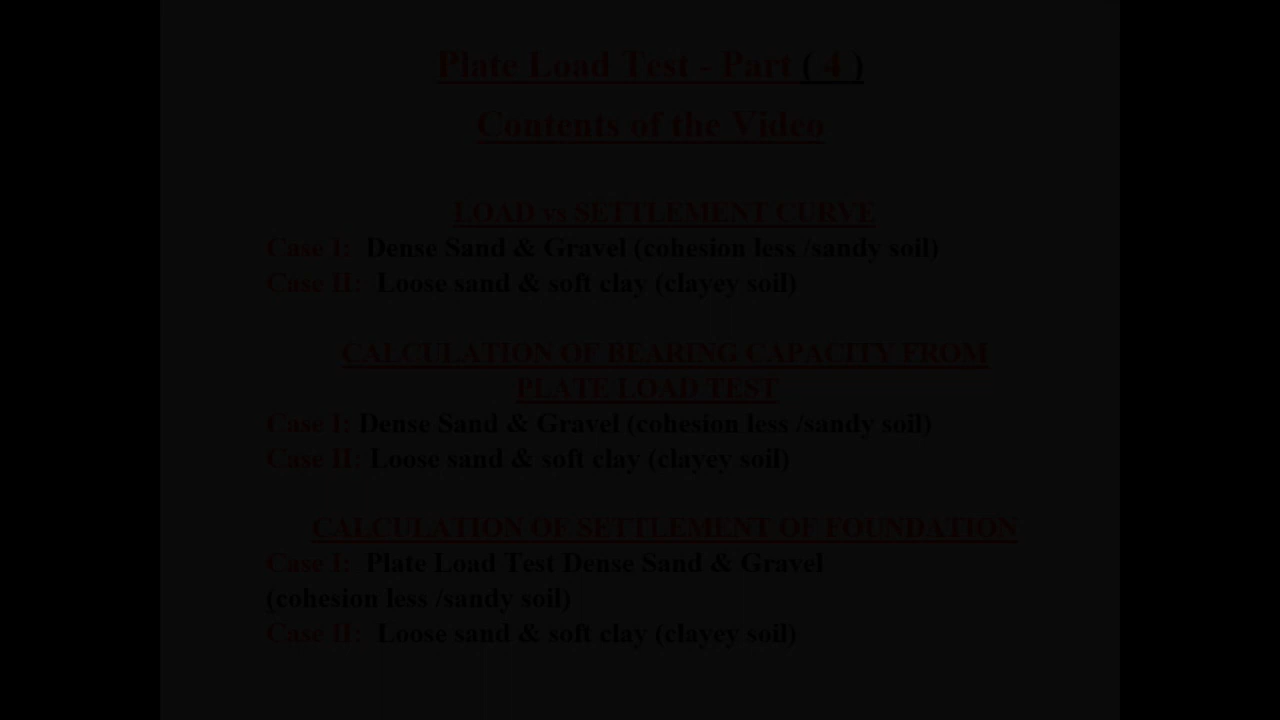 Plate Load Test - Part ( 4 )
Contents of the Video
LOAD vs SETTLEMENT CURVE
Case I: Dense Sand & Gravel (cohesion less /sandy soil)
Case II: Loose sand & soft clay (clayey soil)
CALCULATION OF BEARING CAPACITY FROM
PLATE LOAD TEST
Case I: Dense Sand & Gravel (cohesion less /sandy soil)
Case II: Loose sand & soft clay (clayey soil)
CALCULATION OF SETTLEMENT OF FOUNDATION
Case I: Plate Load Test Dense Sand & Gravel
(cohesion less /sandy soil)
Case II: Loose sand & soft clay (clayey soil)